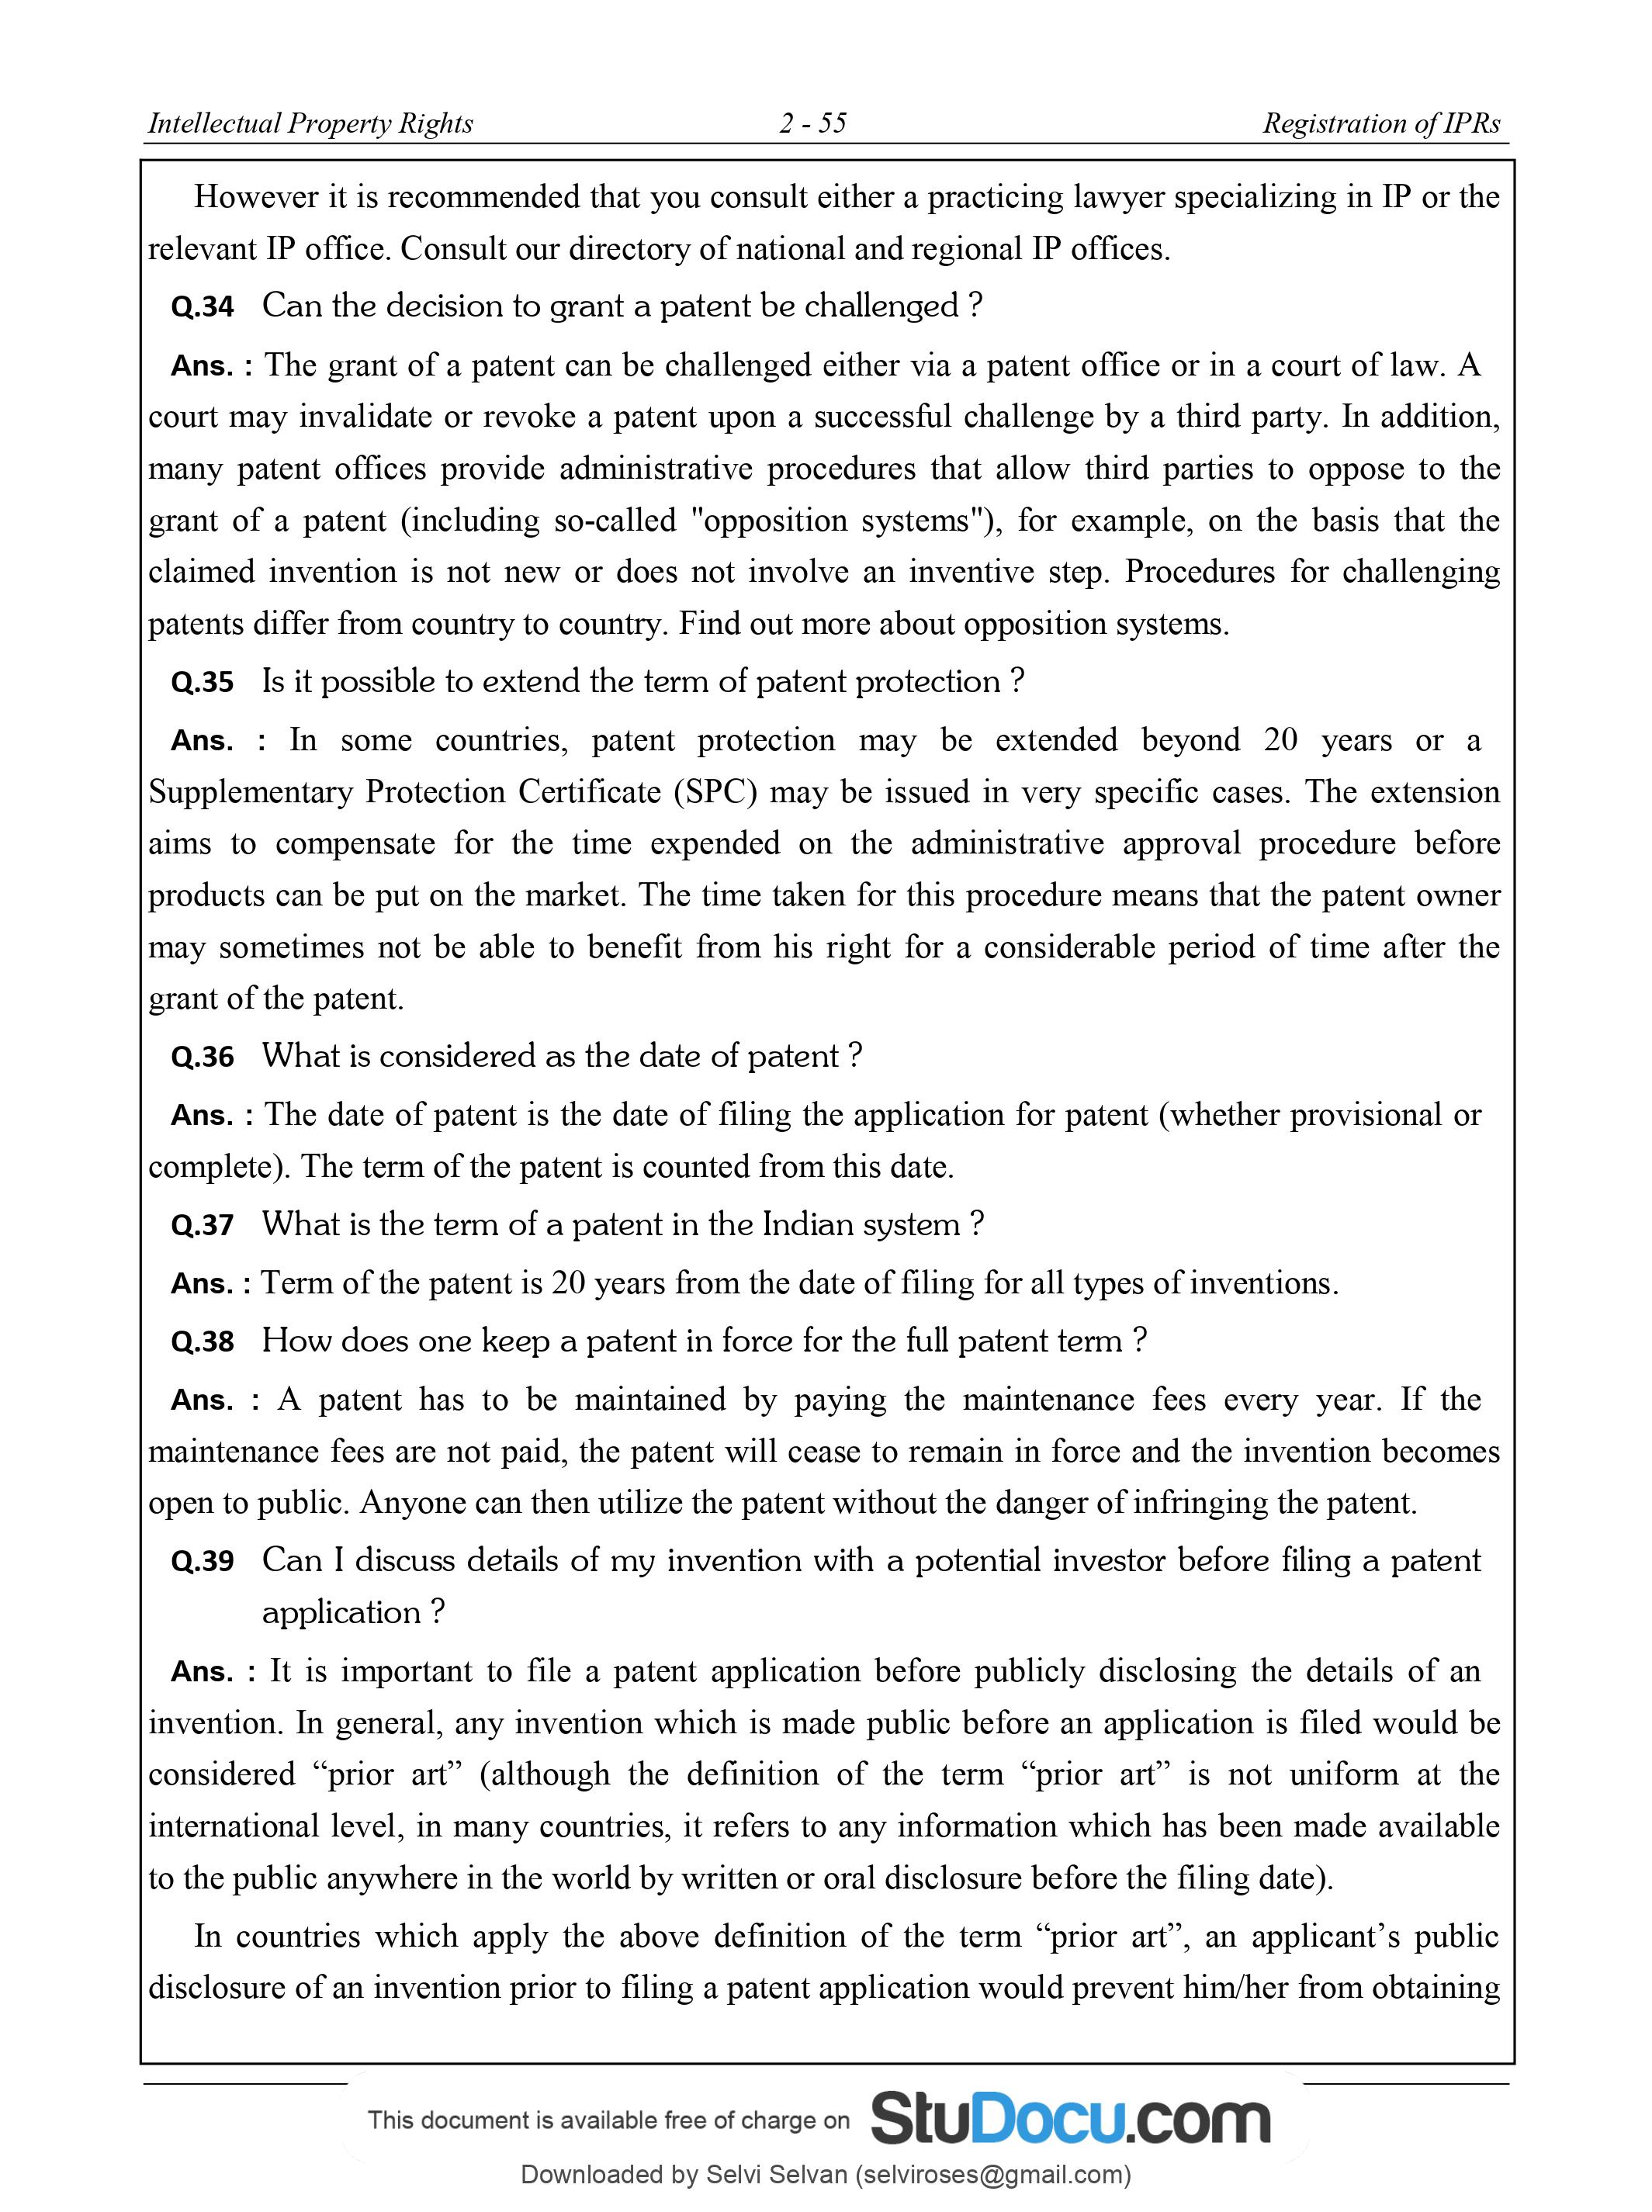 Intellectual Property Rights 2 - 55 Registration of IPRs
However it is recommended that you consult either a practicing lawyer specializing in IP or the
relevant IP office. Consult our directory of national and regional IP offices.
Q.34 Can the decision to grant a patent be challenged ?
Ans. : The grant of a patent can be challenged either via a patent office or in a court of law. A
court may invalidate or revoke a patent upon a successful challenge by a third party. In addition,
many patent offices provide administrative procedures that allow third parties to oppose to the
grant of a patent (including so-called "opposition systems"), for example, on the basis that the
claimed invention is not new or does not involve an inventive step. Procedures for challenging
patents differ from country to country. Find out more about opposition systems.
Q.35 Is it possible to extend the term of patent protection ?
Ans. : In some countries, patent protection may be extended beyond 20 years or a
Supplementary Protection Certificate (SPC) may be issued in very specific cases. The extension
aims to compensate for the time expended on the administrative approval procedure before
products can be put on the market. The time taken for this procedure means that the patent owner
may sometimes not be able to benefit from his right for a considerable period of time after the
grant of the patent.
Q.36 What is considered as the date of patent ?
Ans. : The date of patent is the date of filing the application for patent (whether provisional or
complete). The term of the patent is counted from this date.
Q.37 What is the term of a patent in the Indian system ?
Ans. : Term of the patent is 20 years from the date of filing for all types of inventions.
Q.38 How does one keep a patent in force for the full patent term ?
Ans. : A patent has to be maintained by paying the maintenance fees every year. If the
maintenance fees are not paid, the patent will cease to remain in force and the invention becomes
open to public. Anyone can then utilize the patent without the danger of infringing the patent.
Q.39 Can I discuss details of my invention with a potential investor before filing a patent
application ?
Ans. : It is important to file a patent application before publicly disclosing the details of an
invention. In general, any invention which is made public before an application is filed would be
considered “prior art” (although the definition of the term “prior art” is not uniform at the
international level, in many countries, it refers to any information which has been made available
to the public anywhere in the world by written or oral disclosure before the filing date).
In countries which apply the above definition of the term “prior art”, an applicant’s public
disclosure of an invention prior to filing a patent application would prevent him/her from obtaining
This document is available free of charge on StuDocu.com
Downloaded by Selvi Selvan (selviroses@gmail.com)